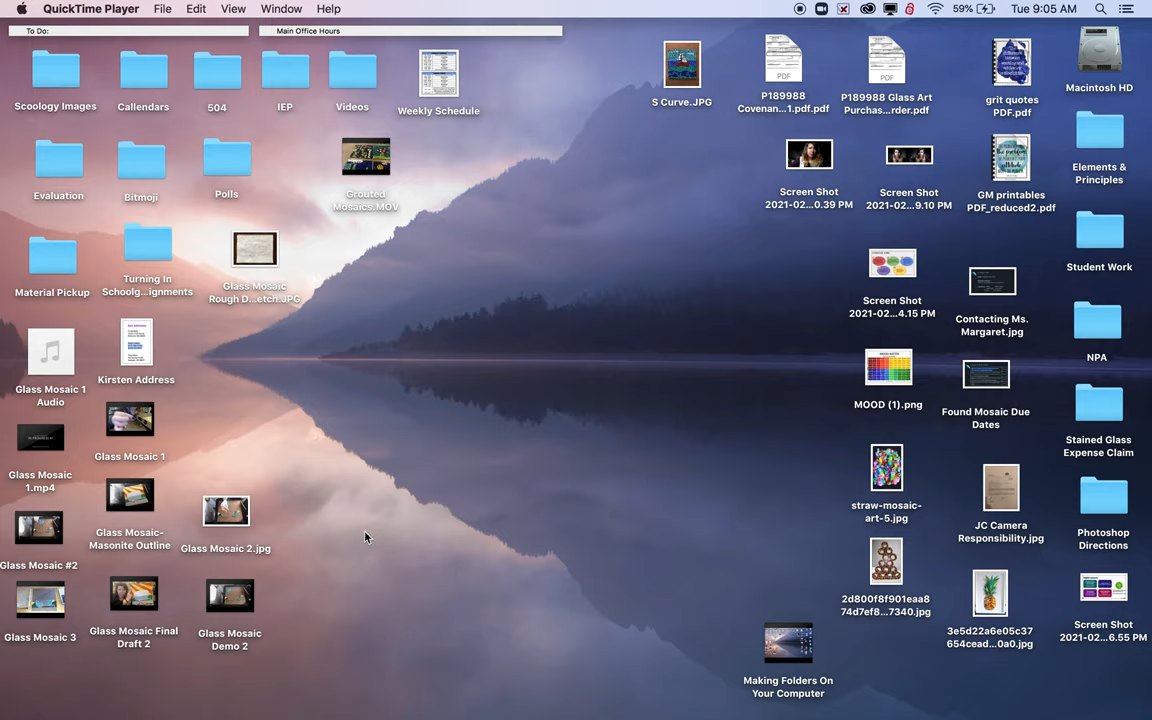 QuickTime Player File Edit View Window Help 59% Tue 9:05 AM
To Do:
Main Office Hours
Scoology Images
Callendars
504
IEP
Videos
Weekly Schedule
S Curve.JPG
PDF
P189988
Covenan...1.pdf.pdf
PDF
P189988 Glass Art
Purchas...rder.pdf
grit quotes
PDF.pdf
Macintosh HD
Evaluation
Bitmoji
Polls
Grouted
Mosaics.MOV
Screen Shot
2021-02...0.39 PM
Screen Shot
2021-02...9.10 PM
GM printables
PDF_reduced2.pdf
Elements &
Principles
Material Pickup
Turning In
Schoolg...ignments
Glass Mosaic
Rough D...etch.JPG
Screen Shot
2021-02...4.15 PM
Contacting Ms.
Margaret.jpg
Student Work
Glass Mosaic 1
Audio
Kirsten Address
MOOD (1).png
Found Mosaic Due
Dates
NPA
Glass Mosaic
1.mp4
Glass Mosaic 1
straw-mosaic-
art-5.jpg
JC Camera
Responsibility.jpg
Stained Glass
Expense Claim
Glass Mosaic #2
Glass Mosaic-
Masonite Outline
Glass Mosaic 2.jpg
2d800f8f901eaa8
74d7ef8...7340.jpg
Photoshop
Directions
Glass Mosaic 3
Glass Mosaic Final
Draft 2
Glass Mosaic
Demo 2
Making Folders On
Your Computer
3e5d22a6e05c37
654cead...0a0.jpg
Screen Shot
2021-02...6.55 PM